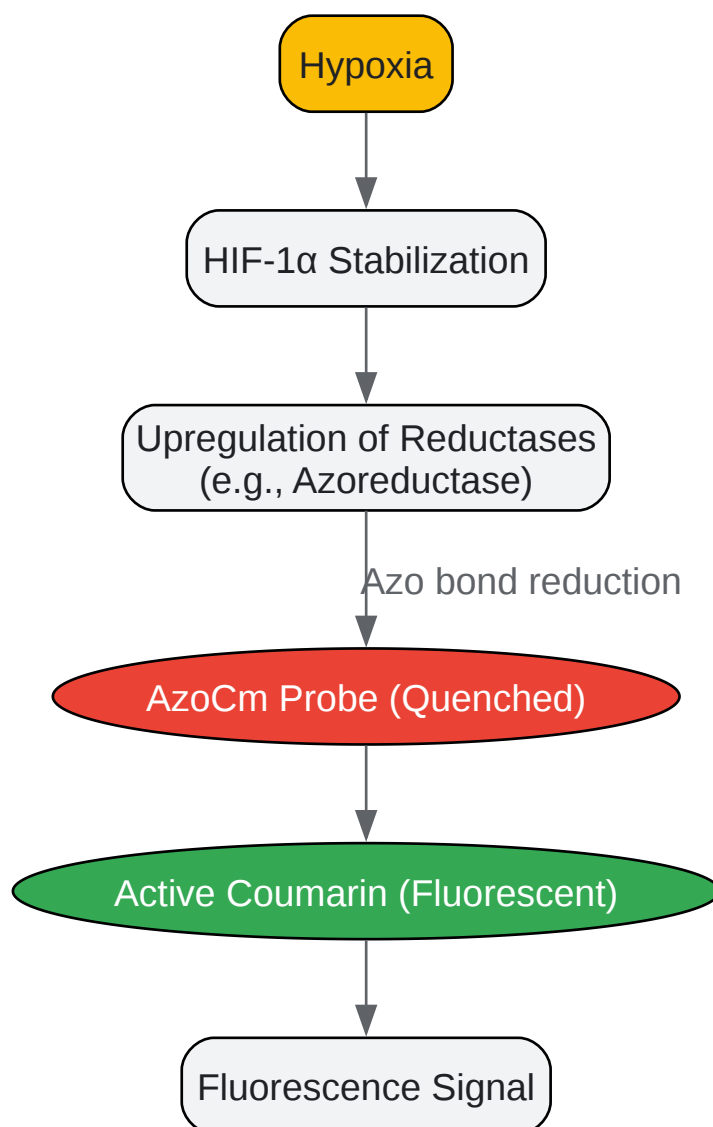 Hypoxia
HIF-1α Stabilization
Upregulation of Reductases
(e.g., Azoreductase)
Azo bond reduction
AzoCm Probe (Quenched)
Active Coumarin (Fluorescent)
Fluorescence Signal